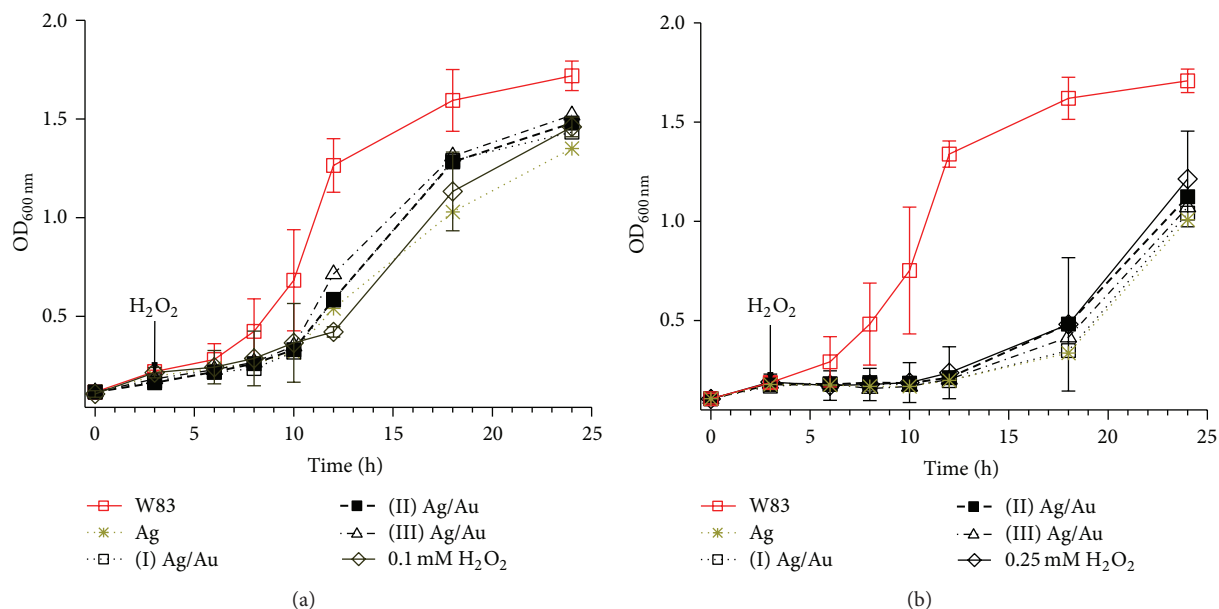 2.0
1.5
1.0
0.5
OD600 nm
H2O2
0 5 10 15 20 25
Time (h)
W83
Ag
(I) Ag/Au
(II) Ag/Au
(III) Ag/Au
0.1 mM H2O2
(a)
2.0
1.5
1.0
0.5
OD600 nm
H2O2
0 5 10 15 20 25
Time (h)
W83
Ag
(I) Ag/Au
(II) Ag/Au
(III) Ag/Au
0.25 mM H2O2
(b)